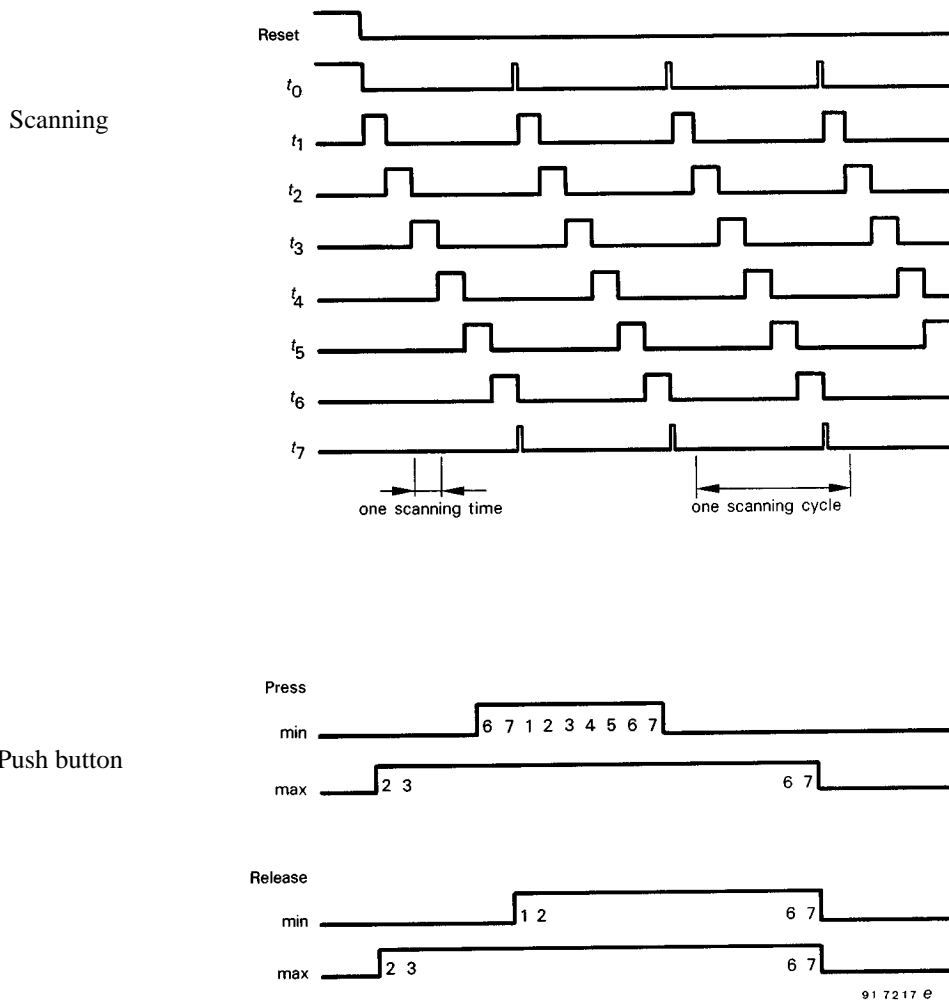 Reset
t0
Scanning
t1
t2
t3
t4
t5
t6
t7
one scanning time
one scanning cycle
Press
min 6 7 1 2 3 4 5 6 7
Push button
max 2 3 6 7
Release
min 1 2 6 7
max 2 3 6 7
91 7217 e